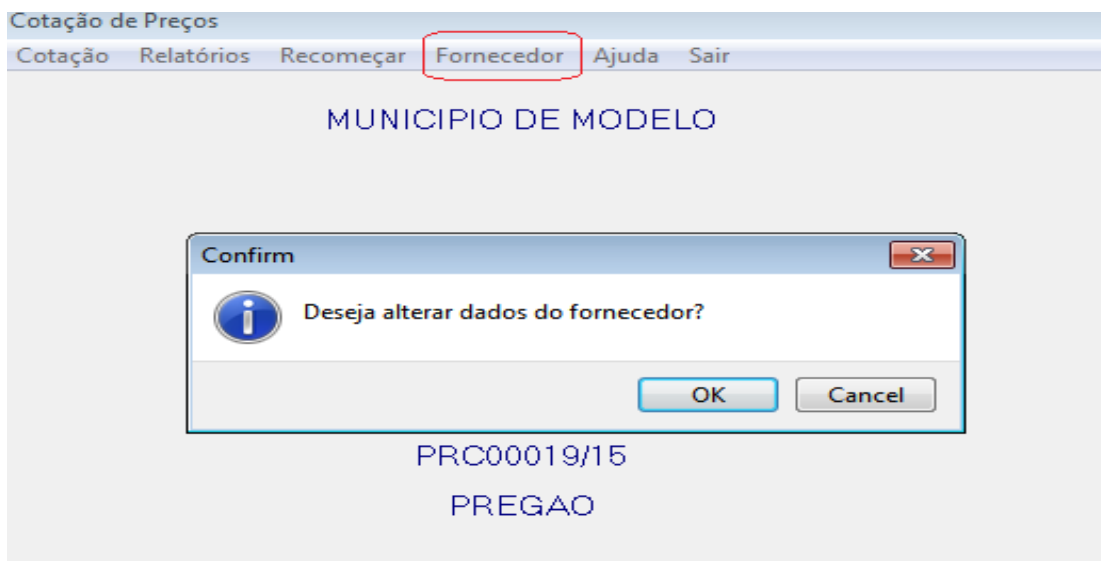 Cotação de Preços
Cotação Relatórios Recomeçar Fornecedor Ajuda Sair
MUNICIPIO DE MODELO
Confirm
Deseja alterar dados do fornecedor?
OK Cancel
PRC00019/15
PREGAO